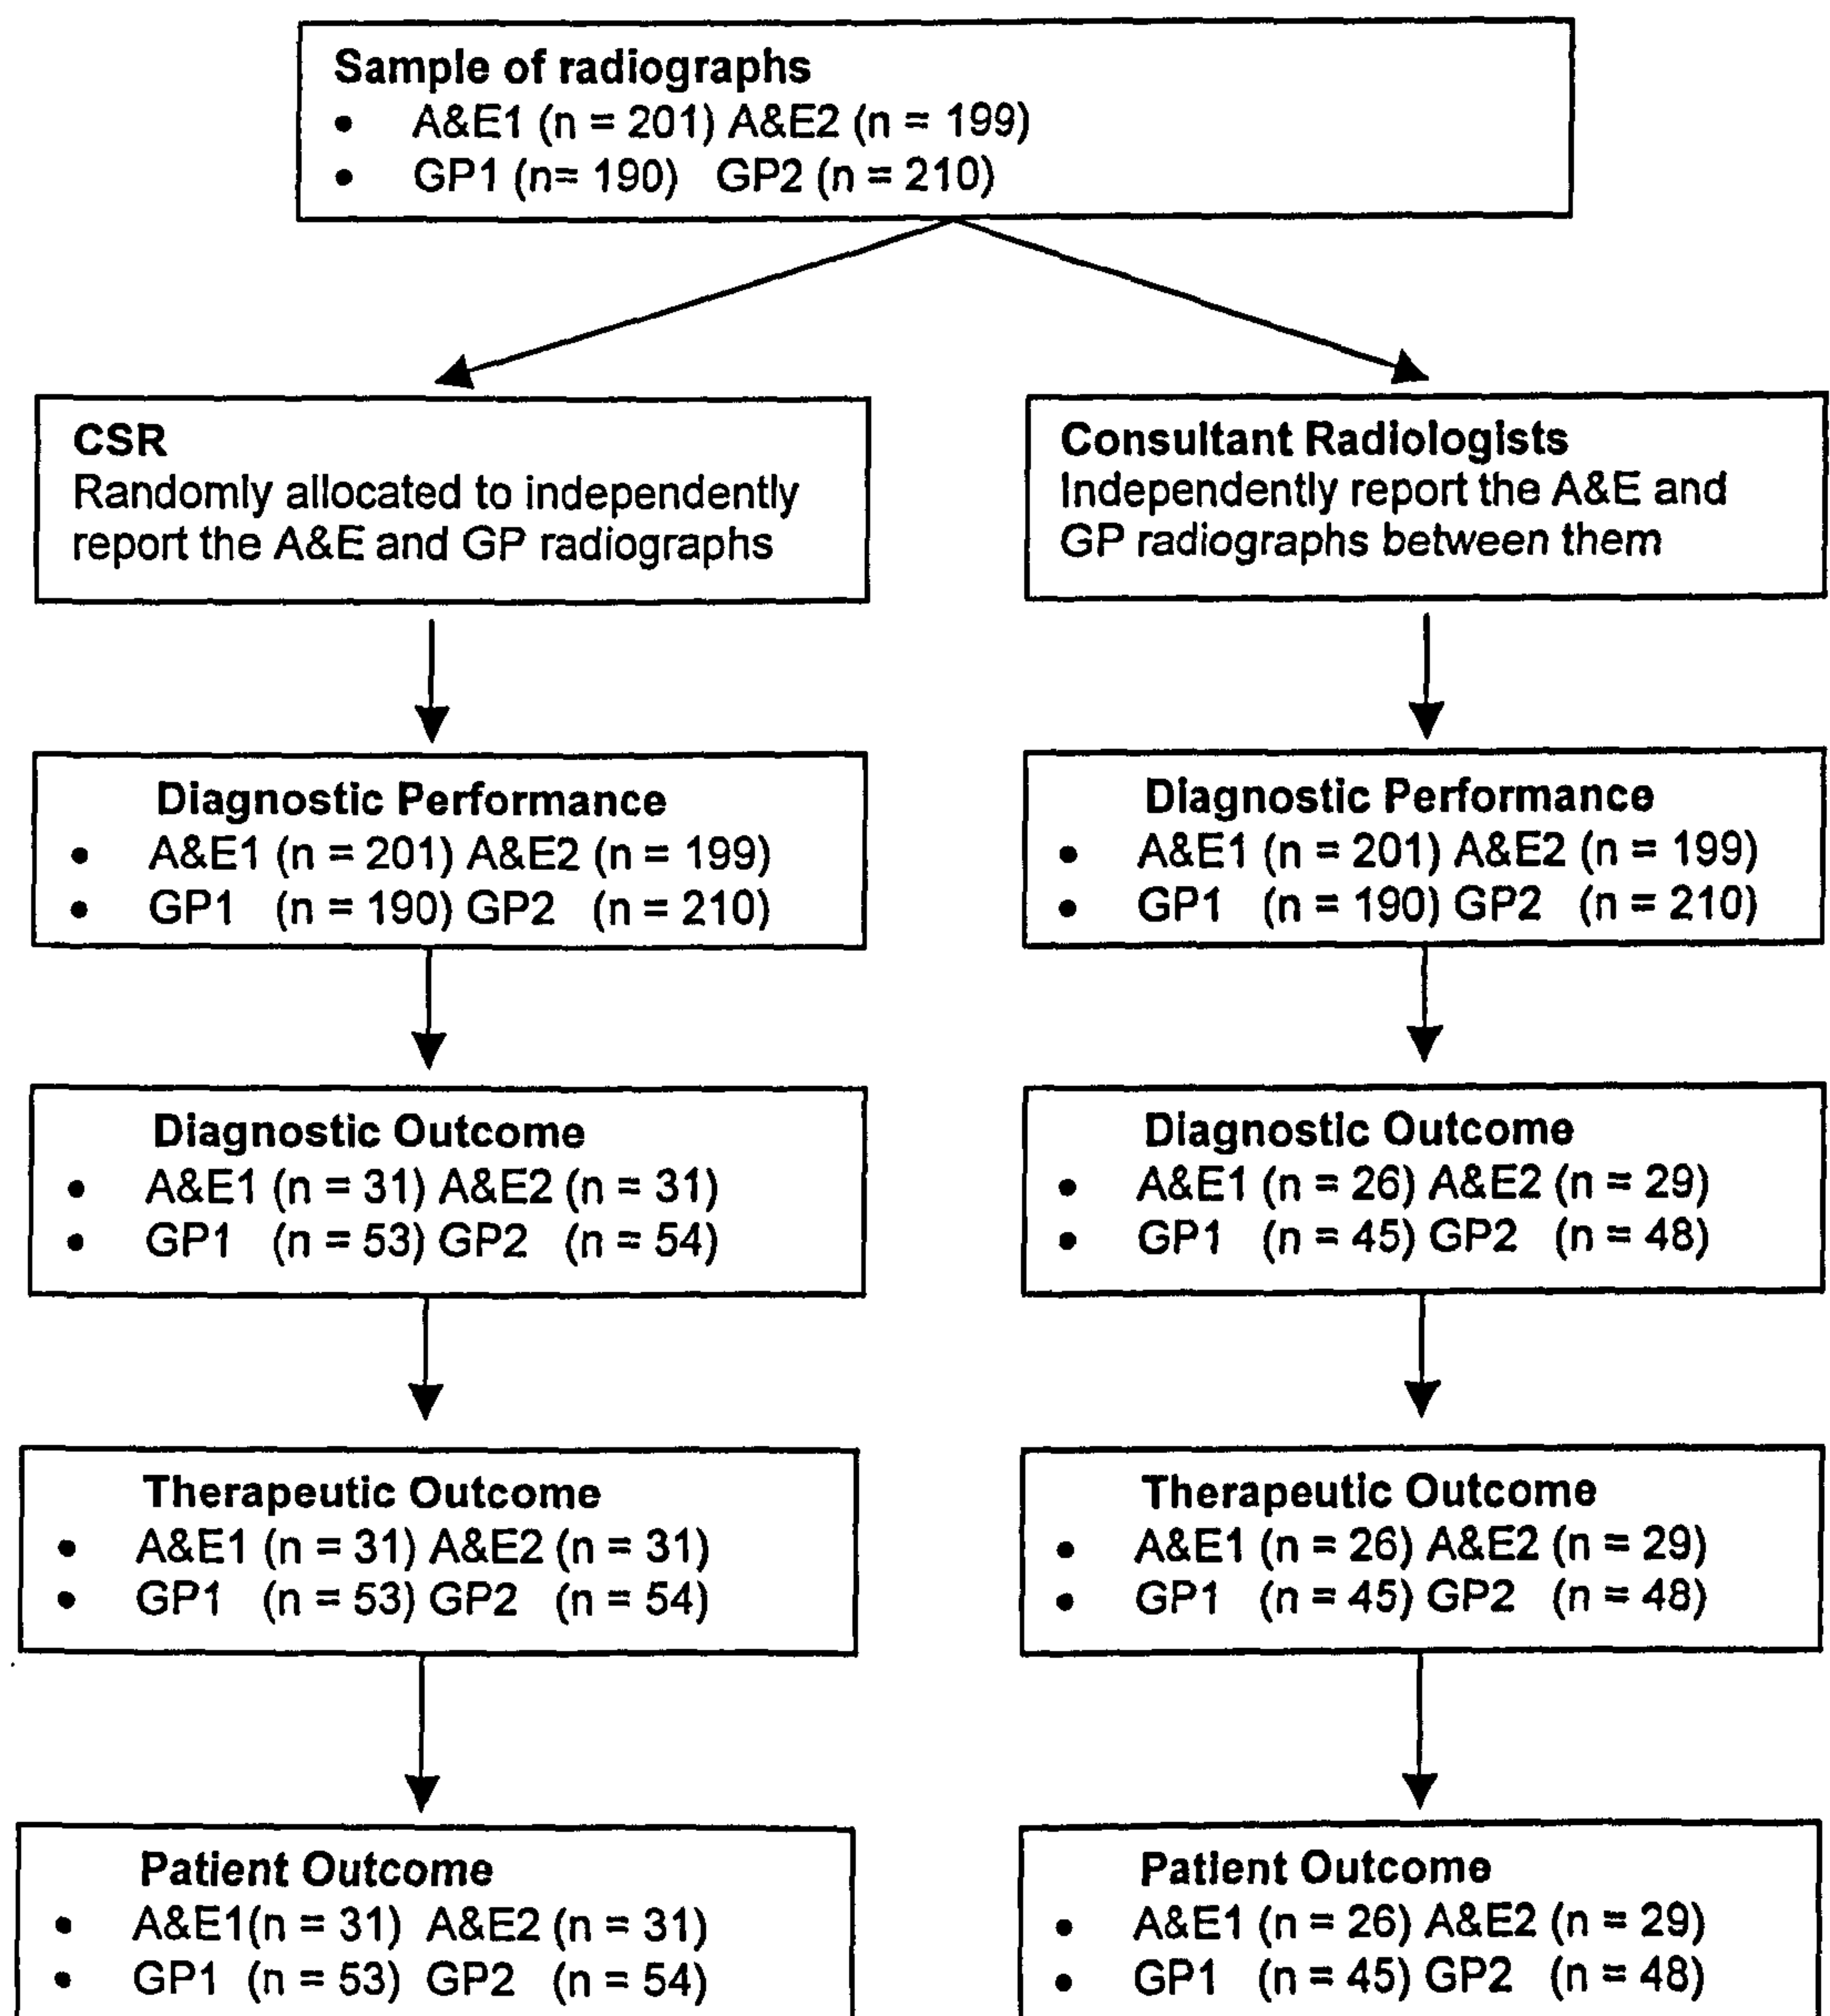 Sample of radiographs
• A&E1 (n = 201) A&E2 (n = 199)
• GP1 (n= 190) GP2 (n = 210)
CSR
Randomly allocated to independently
report the A&E and GP radiographs
Consultant Radiologists
Independently report the A&E and
GP radiographs between them
Diagnostic Performance
• A&E1 (n = 201) A&E2 (n = 199)
• GP1 (n = 190) GP2 (n = 210)
Diagnostic Performance
• A&E1 (n = 201) A&E2 (n = 199)
• GP1 (n = 190) GP2 (n = 210)
Diagnostic Outcome
• A&E1 (n = 31) A&E2 (n = 31)
• GP1 (n = 53) GP2 (n = 54)
Diagnostic Outcome
• A&E1 (n = 26) A&E2 (n = 29)
• GP1 (n = 45) GP2 (n = 48)
Therapeutic Outcome
• A&E1 (n = 31) A&E2 (n = 31)
• GP1 (n = 53) GP2 (n = 54)
Therapeutic Outcome
• A&E1 (n = 26) A&E2 (n = 29)
• GP1 (n = 45) GP2 (n = 48)
Patient Outcome
• A&E1(n = 31) A&E2 (n = 31)
• GP1 (n = 53) GP2 (n = 54)
Patient Outcome
• A&E1 (n = 26) A&E2 (n = 29)
• GP1 (n = 45) GP2 (n = 48)